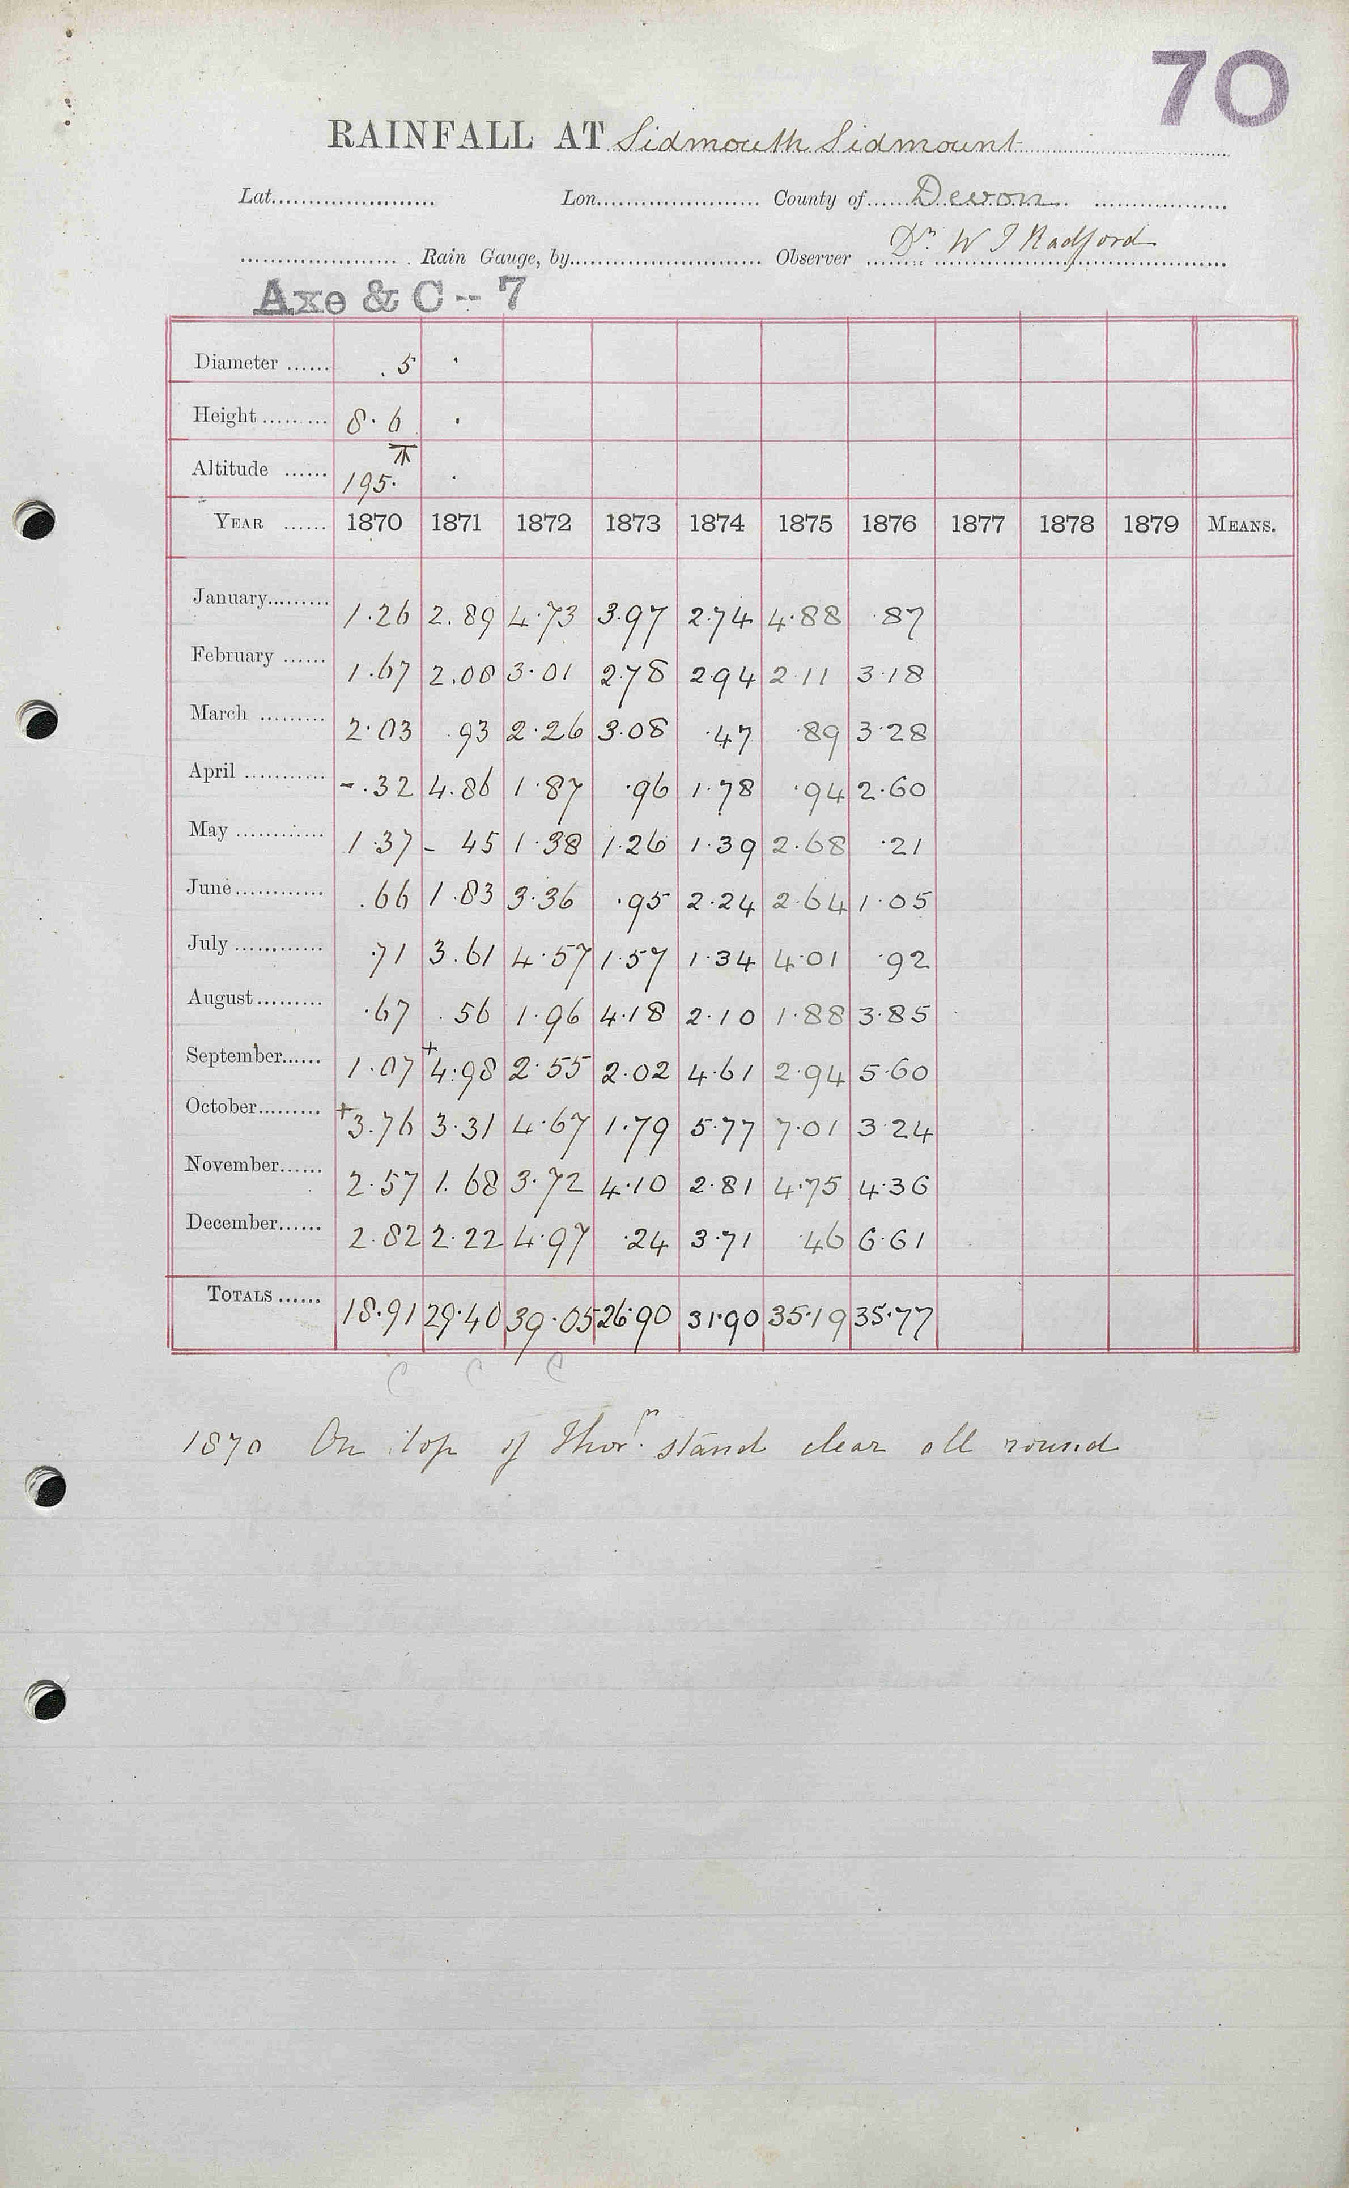 70
RAINFALL AT Sidmouth Sidmount
Lat. Lon. County of Devon
Rain Gauge, by Observer Dr W T Radford
Axe & C -- 7
Diameter .5
Height 8.6
Altitude 195.
YEAR 1870 1871 1872 1873 1874 1875 1876 1877 1878 1879 MEANS.
January 1.26 2.89 4.73 3.97 2.74 4.88 .87
February 1.67 2.08 3.01 2.78 2.94 2.11 3.18
March 2.03 .93 2.26 3.08 .47 .89 3.28
April -.32 4.86 1.87 .96 1.78 .94 2.60
May 1.37 - 45 1.38 1.26 1.39 2.68 .21
June .66 1.83 3.36 .95 2.24 2.64 1.05
July .71 3.61 4.57 1.57 1.34 4.01 .92
August .67 .56 1.96 4.18 2.10 1.88 3.85
September 1.07 +4.98 2.55 2.02 4.61 2.94 5.60
October +3.76 3.31 4.67 1.79 5.77 7.01 3.24
November 2.57 1.68 3.72 4.10 2.81 4.75 4.36
December 2.82 2.22 4.97 .24 3.71 .46 6.61
TOTALS 18.91 29.40 39.05 26.90 31.90 35.19 35.77
C C C
1870 On top of Thorm. stand clear all round